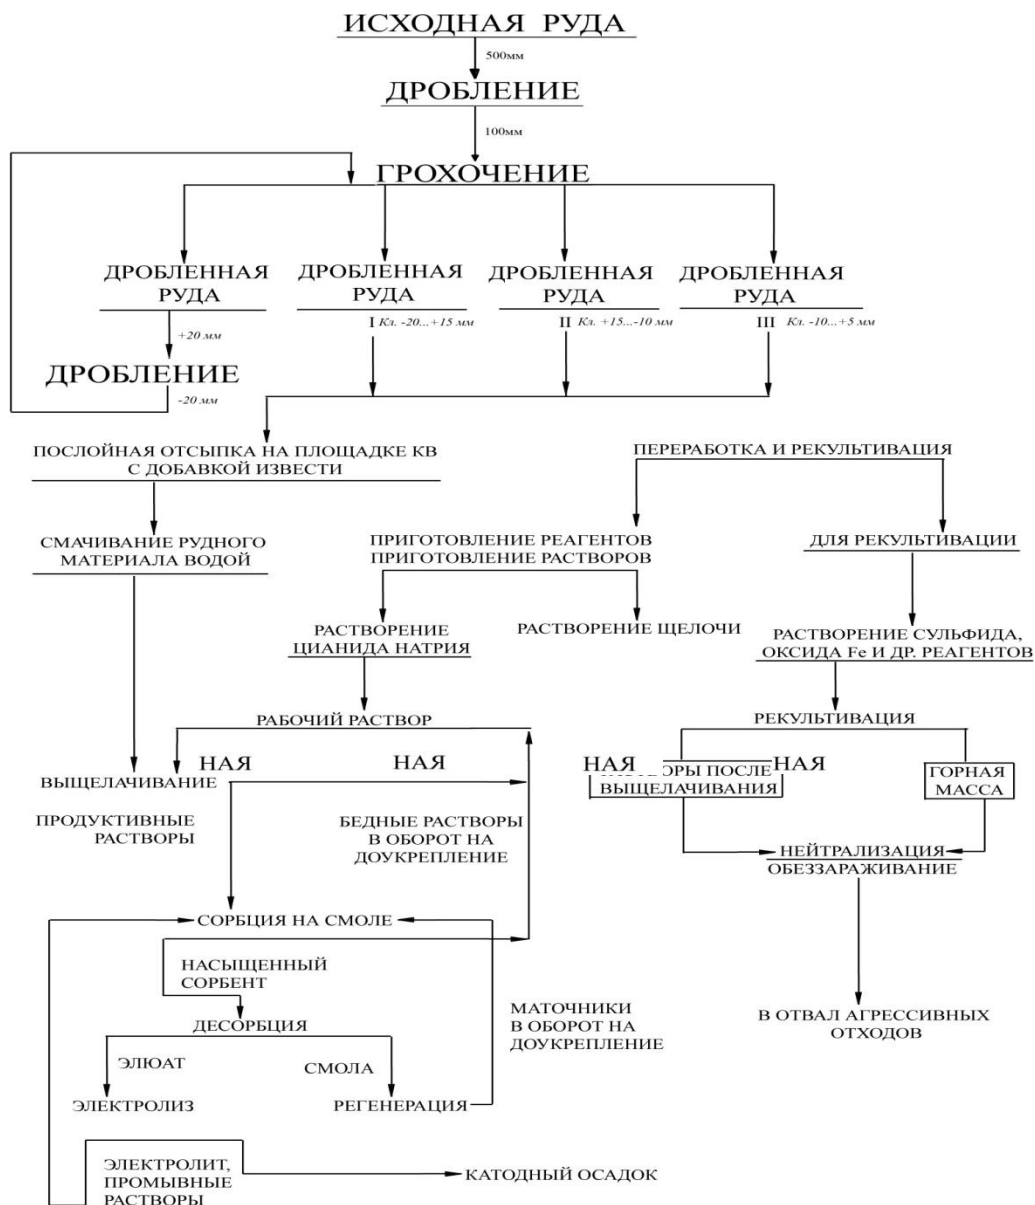 ИСХОДНАЯ РУДА
500мм
ДРОБЛЕНИЕ
100мм
ГРОХОЧЕНИЕ
ДРОБЛЕННАЯ
РУДА
+20 мм
ДРОБЛЕННАЯ
РУДА
I Кл. -20...+15 мм
ДРОБЛЕННАЯ
РУДА
II Кл. +15...-10 мм
ДРОБЛЕННАЯ
РУДА
III Кл. -10...+5 мм
ДРОБЛЕНИЕ
-20 мм
ПОСЛОЙНАЯ ОТСЫПКА НА ПЛОЩАДКЕ КВ
С ДОБАВКОЙ ИЗВЕСТИ
СМАЧИВАНИЕ РУДНОГО
МАТЕРИАЛА ВОДОЙ
ПЕРЕРАБОТКА И РЕКУЛЬТИВАЦИЯ
ПРИГОТОВЛЕНИЕ РЕАГЕНТОВ
ПРИГОТОВЛЕНИЕ РАСТВОРОВ
ДЛЯ РЕКУЛЬТИВАЦИИ
РАСТВОРЕНИЕ
ЦИАНИДА НАТРИЯ
РАСТВОРЕНИЕ ЩЕЛОЧИ
РАСТВОРЕНИЕ СУЛЬФИДА,
ОКСИДА Fe И ДР. РЕАГЕНТОВ
РАБОЧИЙ РАСТВОР
РЕКУЛЬТИВАЦИЯ
НАЯ
НАЯ
НАЯ
НАЯ
ВЫЩЕЛАЧИВАНИЕ
ПОСЛЕ
ВЫЩЕЛАЧИВАНИЯ
ГОРНАЯ
МАССА
ПРОДУКТИВНЫЕ
РАСТВОРЫ
БЕДНЫЕ РАСТВОРЫ
В ОБОРОТ НА
ДОУКРЕПЛЕНИЕ
НЕЙТРАЛИЗАЦИЯ
ОБЕЗЗАРАЖИВАНИЕ
СОРБЦИЯ НА СМОЛЕ
НАСЫЩЕННЫЙ
СОРБЕНТ
ДЕСОРБЦИЯ
МАТОЧНИКИ
В ОБОРОТ НА
ДОУКРЕПЛЕНИЕ
В ОТВАЛ АГРЕССИВНЫХ
ОТХОДОВ
ЭЛЮАТ
СМОЛА
ЭЛЕКТРОЛИЗ
РЕГЕНЕРАЦИЯ
ЭЛЕКТРОЛИТ,
ПРОМЫВНЫЕ
РАСТВОРЫ
КАТОДНЫЙ ОСАДОК